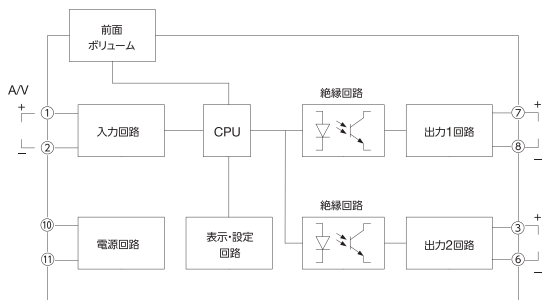 前面
ボリューム
A/V
+
①
②
−
入力回路
CPU
絶縁回路
出力1回路
⑦
⑧
+
−
⑩
⑪
電源回路
表示・設定
回路
絶縁回路
出力2回路
③
⑥
+
−